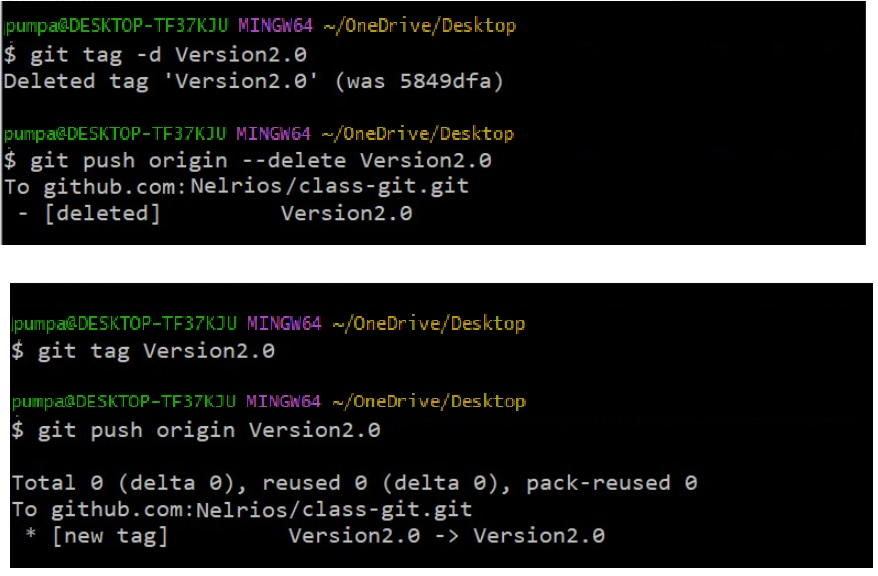 pumpa@DESKTOP-TF37KJU MINGW64 ~/OneDrive/Desktop
$ git tag -d Version2.0
Deleted tag 'Version2.0' (was 5849dfa)
pumpa@DESKTOP-TF37KJU MINGW64 ~/OneDrive/Desktop
$ git push origin --delete Version2.0
To github.com:Nelrios/class-git.git
- [deleted] Version2.0
pumpa@DESKTOP-TF37KJU MINGW64 ~/OneDrive/Desktop
$ git tag Version2.0
pumpa@DESKTOP-TF37KJU MINGW64 ~/OneDrive/Desktop
$ git push origin Version2.0
Total 0 (delta 0), reused 0 (delta 0), pack-reused 0
To github.com:Nelrios/class-git.git
* [new tag] Version2.0 -> Version2.0